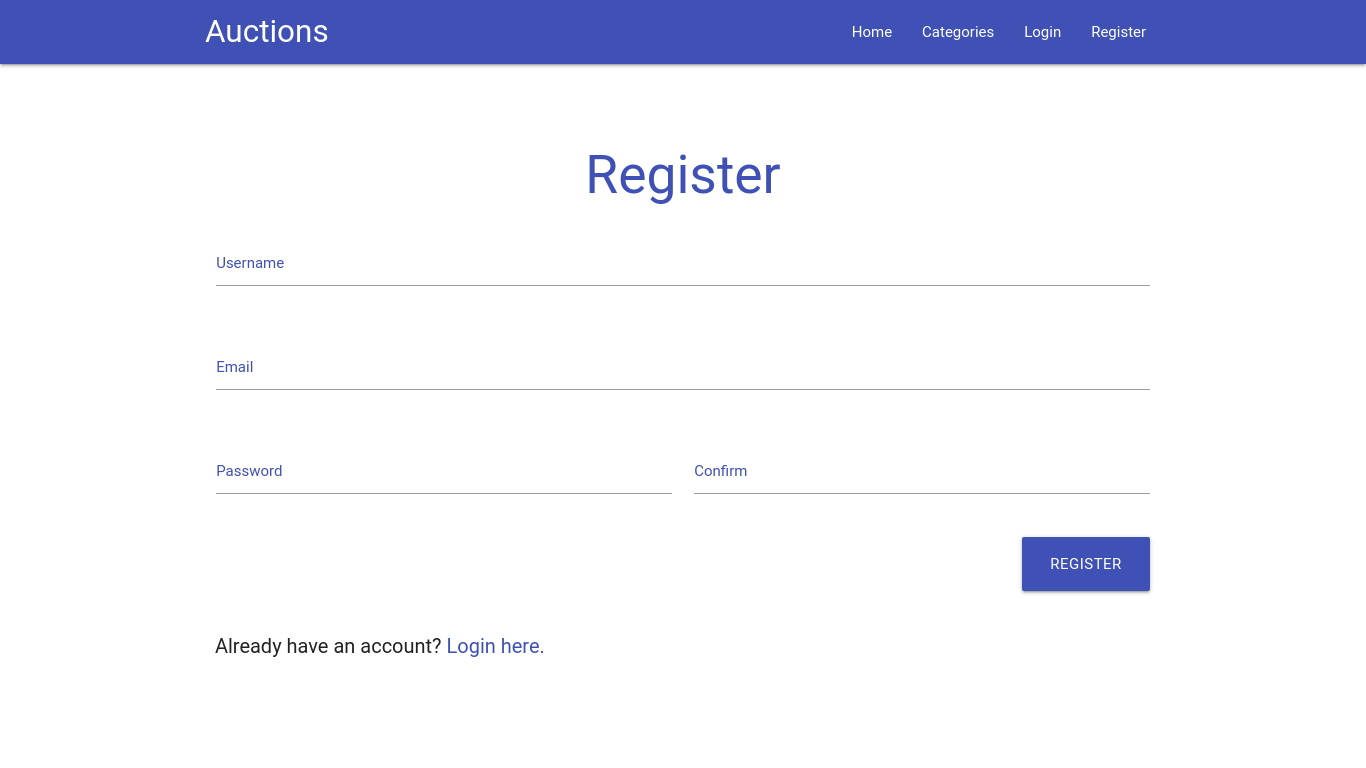 Auctions Home Categories Login Register
Register
Username
Email
Password Confirm
REGISTER
Already have an account? Login here.